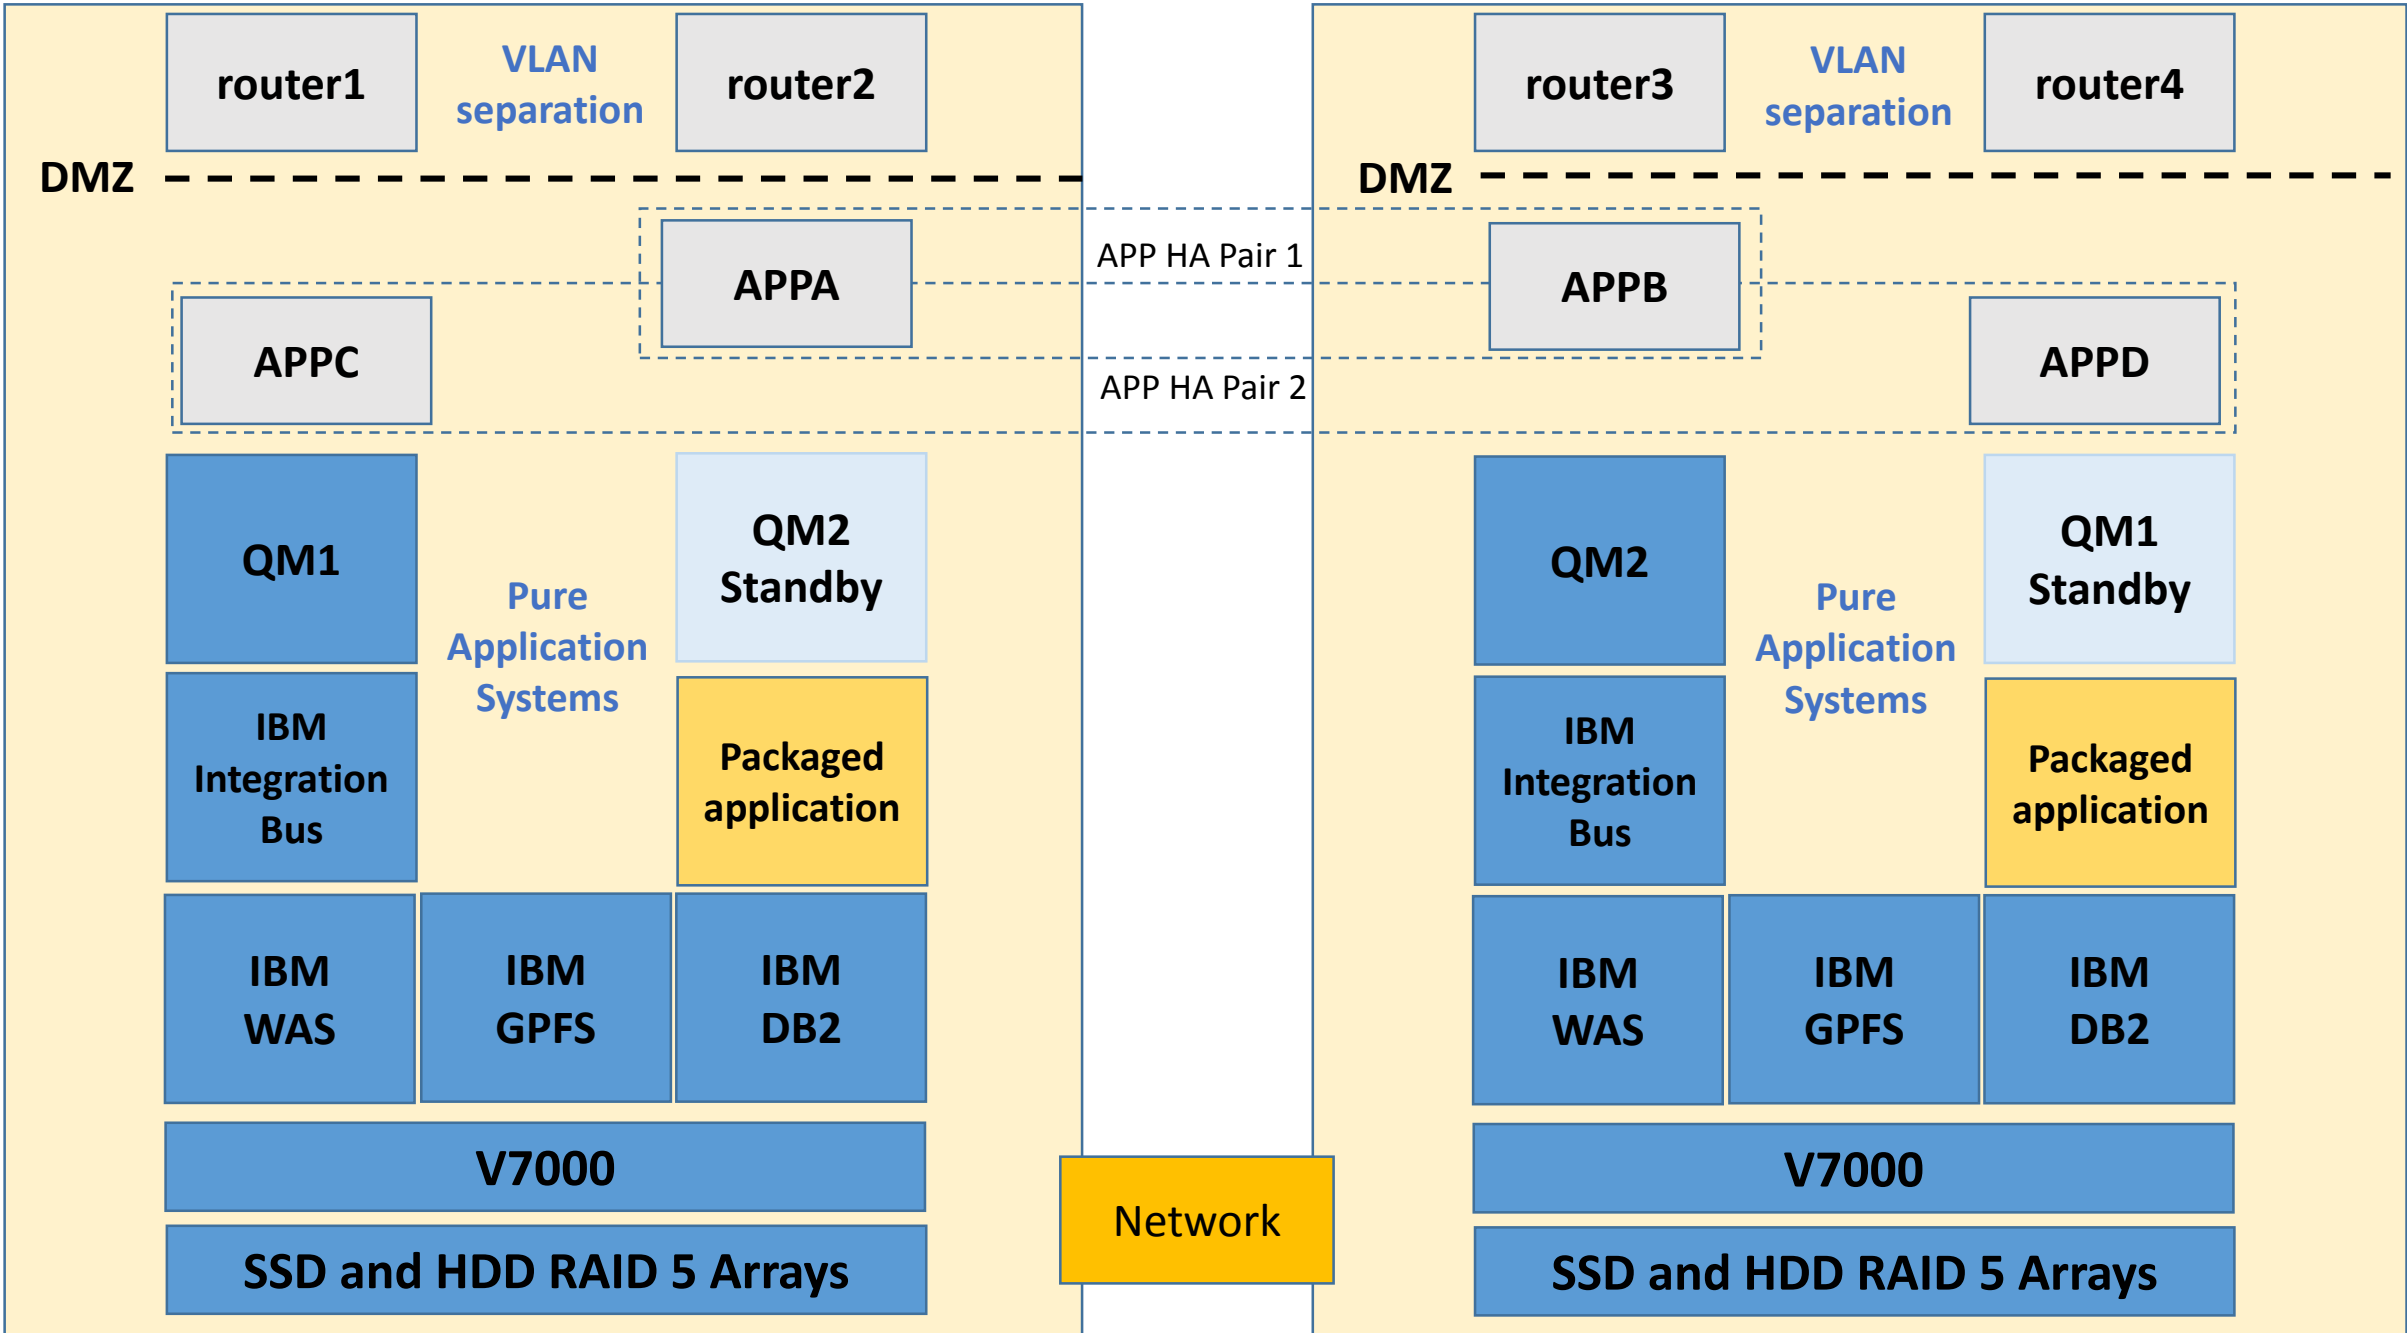 router1
VLAN
separation
router2
DMZ
APPA
APPC
QM1
QM2
Standby
Pure
Application
Systems
IBM
Integration
Bus
Packaged
application
IBM
WAS
IBM
GPFS
IBM
DB2
V7000
SSD and HDD RAID 5 Arrays
APP HA Pair 1
APP HA Pair 2
Network
router3
VLAN
separation
router4
DMZ
APPB
APPD
QM2
QM1
Standby
Pure
Application
Systems
IBM
Integration
Bus
Packaged
application
IBM
WAS
IBM
GPFS
IBM
DB2
V7000
SSD and HDD RAID 5 Arrays